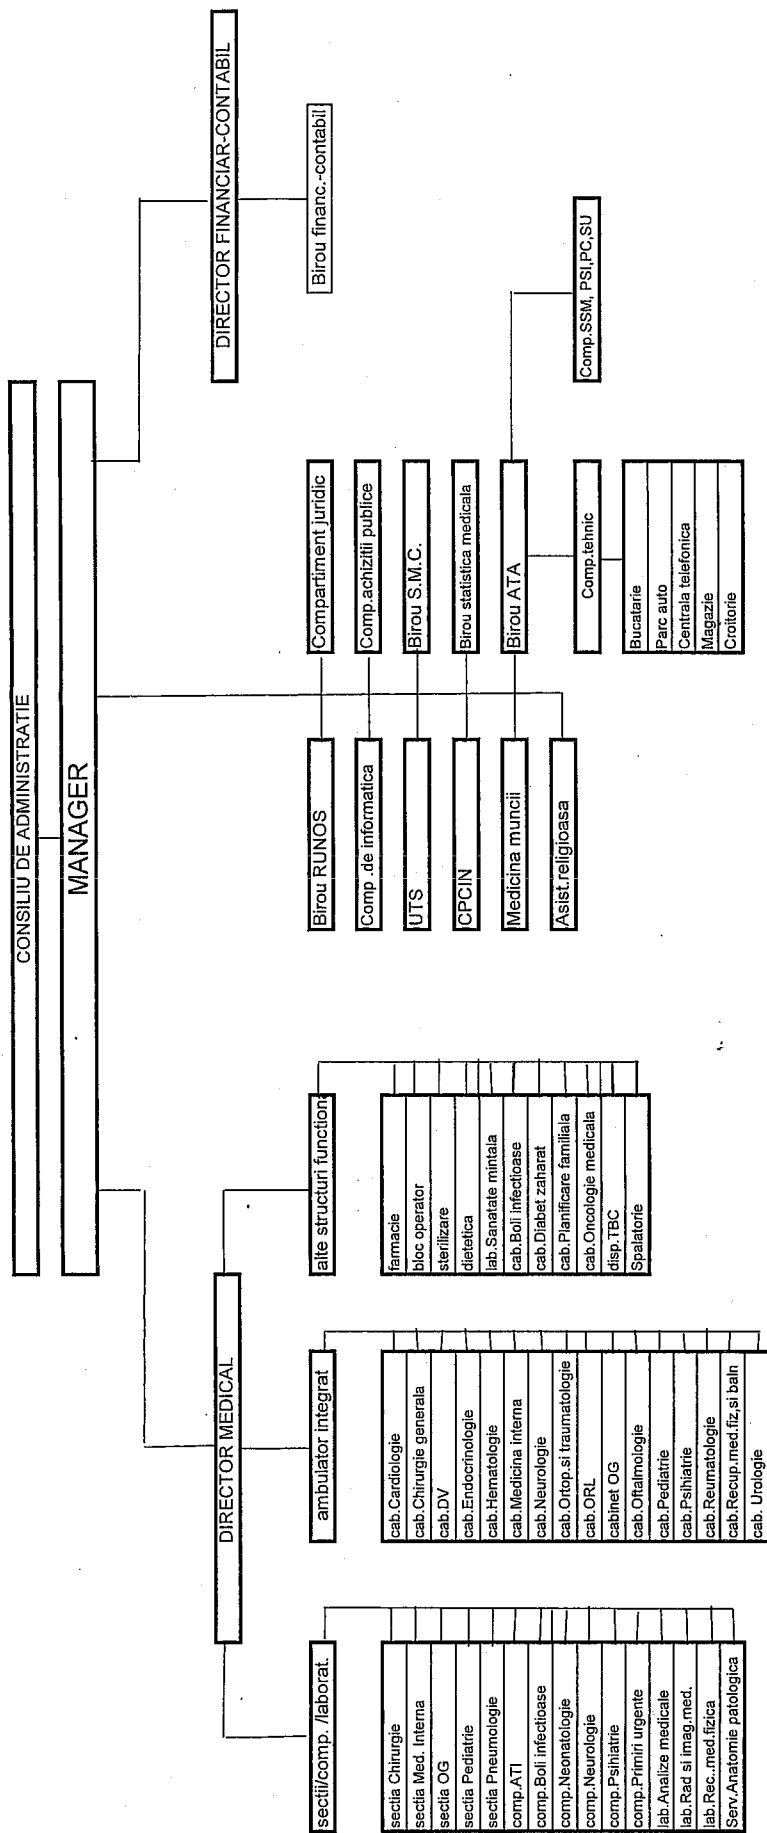 CONSILIU DE ADMINISTRATIE
MANAGER
DIRECTOR MEDICAL
DIRECTOR FINANCIAR-CONTABIL
sectii/comp. /laborat.
ambulator integrat
alte structuri function
Birou RUNOS
Compartiment juridic
Birou financ.-contabil
Comp .de informatica
Comp.achizitii publice
UTS
Birou S.M.C.
CPCIN
Birou statistica medicala
Medicina muncii
Birou ATA
Asist.religioasa
Comp.tehnic
Comp.SSM, PSI,PC,SU
Bucatarie
Parc auto
Centrala telefonica
Magazie
Croitorie
sectia Chirurgie
sectia Med. Interna
sectia OG
sectia Pediatrie
sectia Pneumologie
comp.ATI
comp.Boli infectioase
comp.Neonatologie
comp.Neurologie
comp.Psihiatrie
comp.Primiri urgente
lab.Analize medicale
lab.Rad si imag.med.
lab.Rec..med.fizica
Serv.Anatomie patologica
cab.Cardiologie
cab.Chirurgie generala
cab.DV
cab.Endocrinologie
cab.Hematologie
cab.Medicina interna
cab.Neurologie
cab.Ortop.si traumatologie
cab.ORL
cabinet OG
cab.Oftalmologie
cab.Pediatrie
cab.Psihiatrie
cab.Reumatologie
cab.Recup.med.fiz,si baln
cab. Urologie
farmacie
bloc operator
sterilizare
dietetica
lab.Sanatate mintala
cab.Boli infectioase
cab.Diabet zaharat
cab.Planificare familiala
cab.Oncologie medicala
disp.TBC
Spalatorie